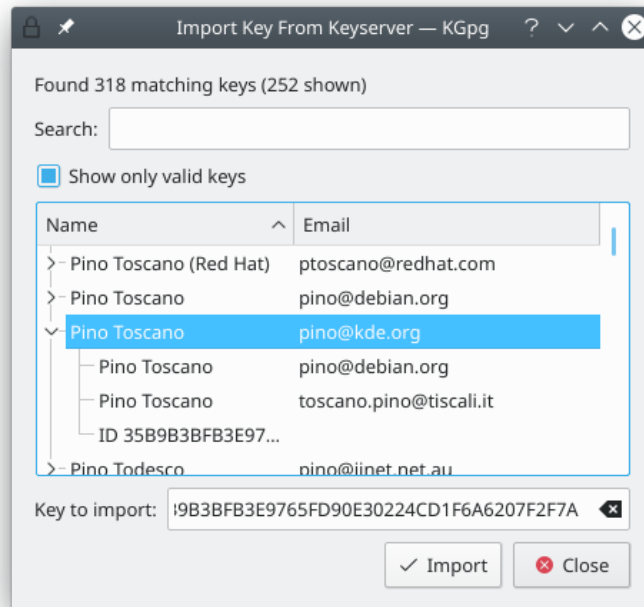 Import Key From Keyserver — KGpg
Found 318 matching keys (252 shown)
Search:
Show only valid keys
Name Email
Pino Toscano (Red Hat) ptoscano@redhat.com
Pino Toscano pino@debian.org
Pino Toscano pino@kde.org
Pino Toscano pino@debian.org
Pino Toscano toscano.pino@tiscali.it
ID 35B9B3BFB3E97...
Pino Todesco pino@iinet.net.au
Key to import: 39B3BFB3E9765FD90E30224CD1F6A6207F2F7A
Import Close